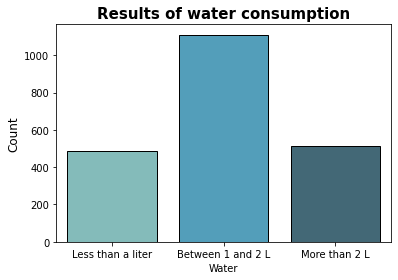 Results of water consumption
Count
1000
800
600
400
200
0
Less than a liter
Between 1 and 2 L
More than 2 L
Water